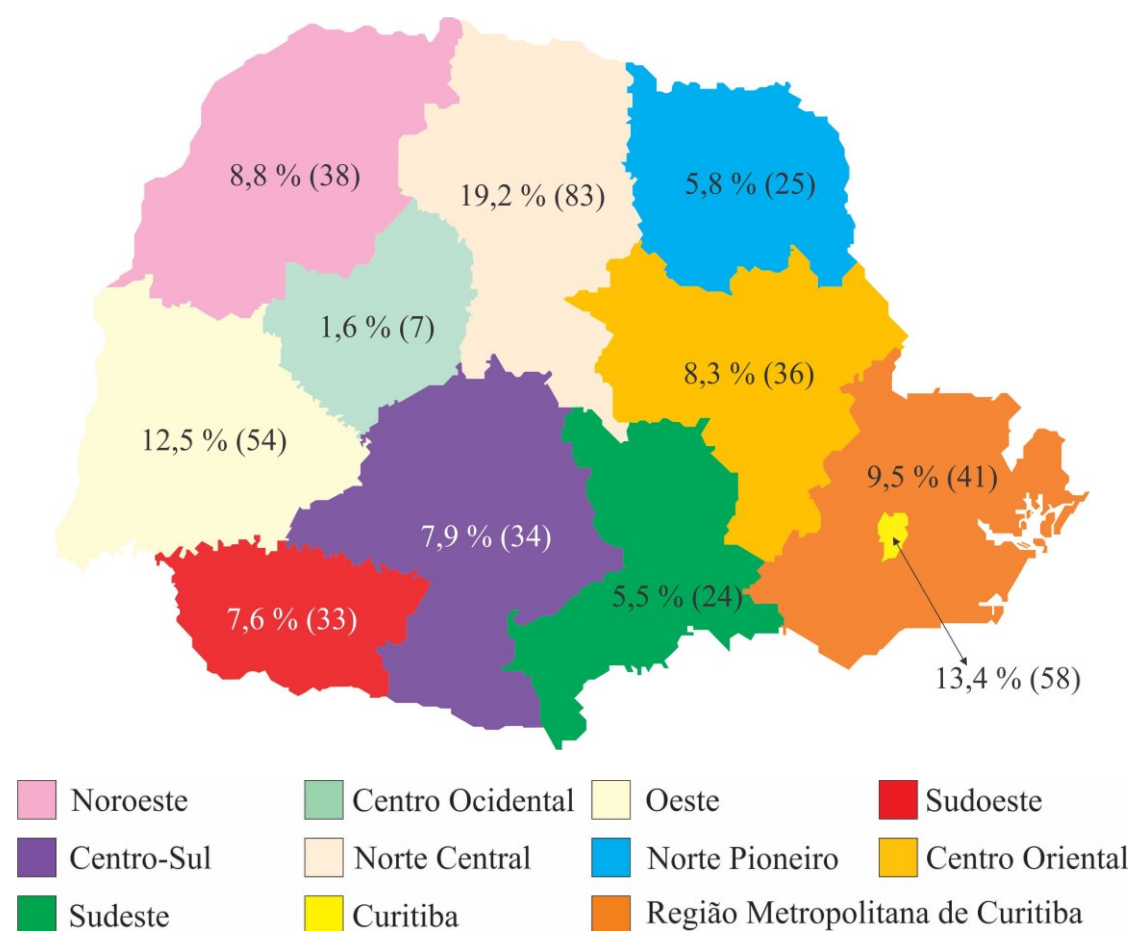 8,8 % (38)
19,2 % (83)
5,8 % (25)
1,6 % (7)
8,3 % (36)
12,5 % (54)
9,5 % (41)
7,9 % (34)
5,5 % (24)
7,6 % (33)
13,4 % (58)
Noroeste
Centro Ocidental
Oeste
Sudoeste
Centro-Sul
Norte Central
Norte Pioneiro
Centro Oriental
Sudeste
Curitiba
Região Metropolitana de Curitiba